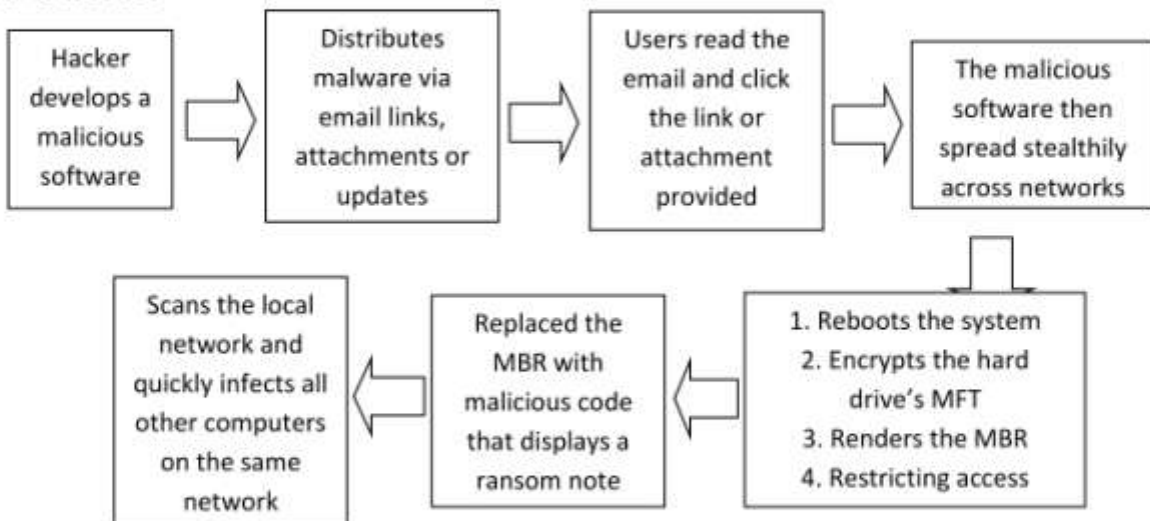 Hacker
develops a
malicious
software
Distributes
malware via
email links,
attachments or
updates
Users read the
email and click
the link or
attachment
provided
The malicious
software then
spread stealthily
across networks
1. Reboots the system
2. Encrypts the hard
drive's MFT
3. Renders the MBR
4. Restricting access
Replaced the
MBR with
malicious code
that displays a
ransom note
Scans the local
network and
quickly infects all
other computers
on the same
network